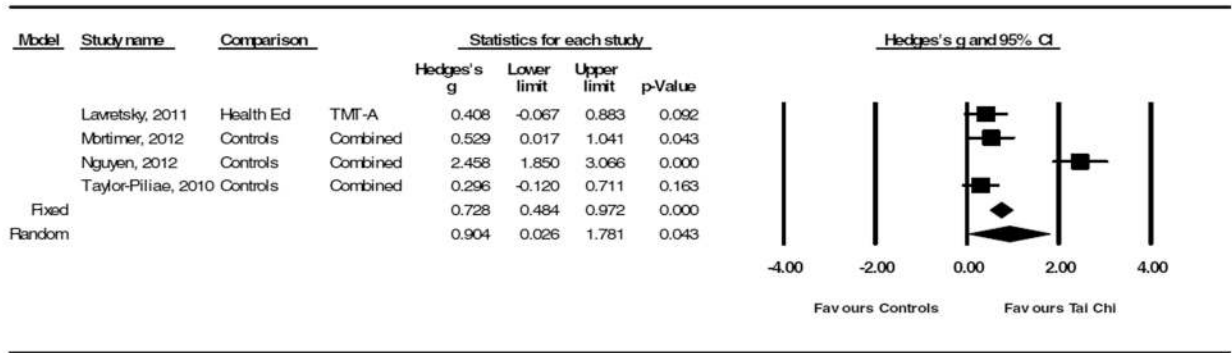 Model Study name Comparison Statistics for each study Hedges's g and 95% CI
Hedges's g Lower limit Upper limit p-Value
Lavretsky, 2011 Health Ed TMT-A 0.408 -0.067 0.883 0.092
Mortimer, 2012 Controls Combined 0.529 0.017 1.041 0.043
Nguyen, 2012 Controls Combined 2.458 1.850 3.066 0.000
Taylor-Piliae, 2010 Controls Combined 0.296 -0.120 0.711 0.163
Fixed 0.728 0.484 0.972 0.000
Random 0.904 0.026 1.781 0.043
-4.00 -2.00 0.00 2.00 4.00
Favours Controls Favours Tai Chi